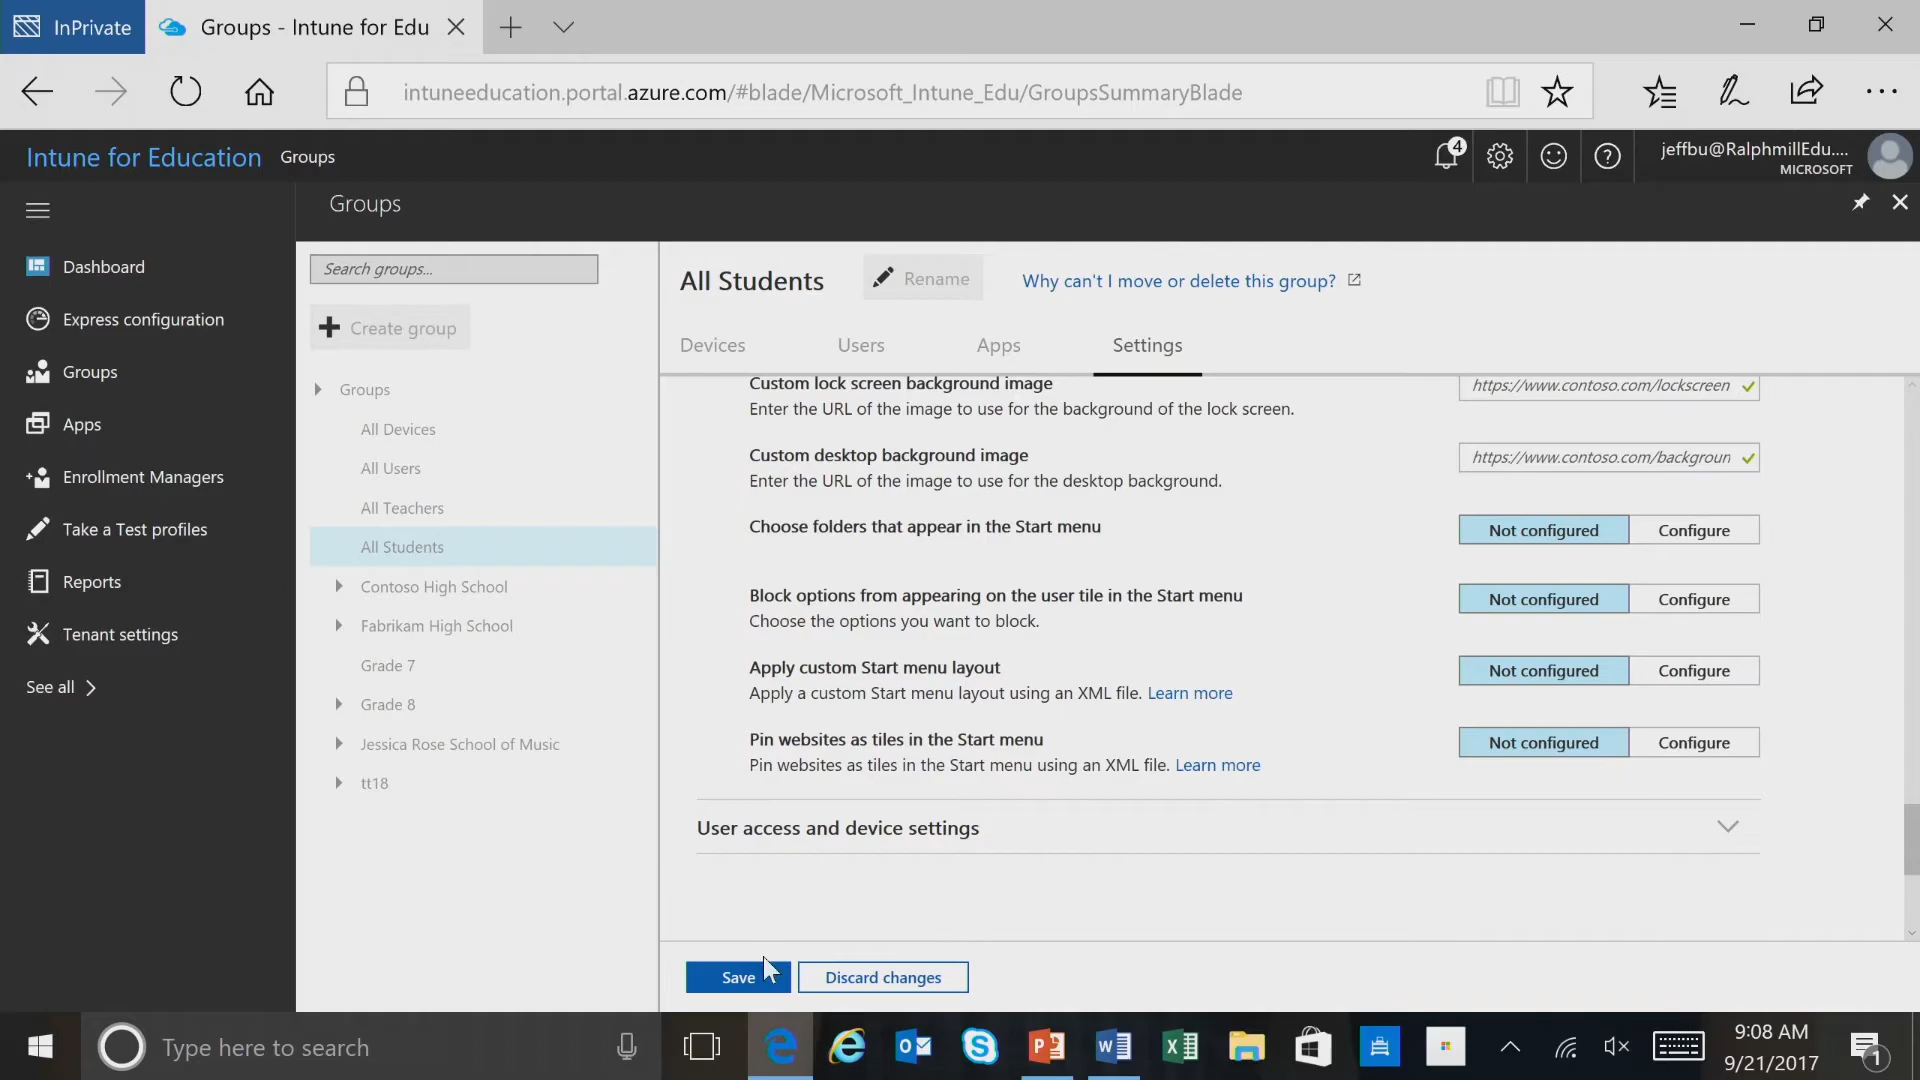 InPrivate
Groups - Intune for Edu
intuneeducation.portal.azure.com/#blade/Microsoft_Intune_Edu/GroupsSummaryBlade
Intune for Education
Groups
4
jeffbu@RalphmillEdu....
MICROSOFT
Groups
Dashboard
Express configuration
Groups
Apps
Enrollment Managers
Take a Test profiles
Reports
Tenant settings
See all
Search groups...
Create group
Groups
All Devices
All Users
All Teachers
All Students
Contoso High School
Fabrikam High School
Grade 7
Grade 8
Jessica Rose School of Music
tt18
All Students
Rename
Why can't I move or delete this group?
Devices
Users
Apps
Settings
Custom lock screen background image
https://www.contoso.com/lockscreen
Enter the URL of the image to use for the background of the lock screen.
Custom desktop background image
https://www.contoso.com/backgroun
Enter the URL of the image to use for the desktop background.
Choose folders that appear in the Start menu
Not configured
Configure
Block options from appearing on the user tile in the Start menu
Not configured
Configure
Choose the options you want to block.
Apply custom Start menu layout
Not configured
Configure
Apply a custom Start menu layout using an XML file. Learn more
Pin websites as tiles in the Start menu
Not configured
Configure
Pin websites as tiles in the Start menu using an XML file. Learn more
User access and device settings
Save
Discard changes
Type here to search
9:08 AM
9/21/2017
1